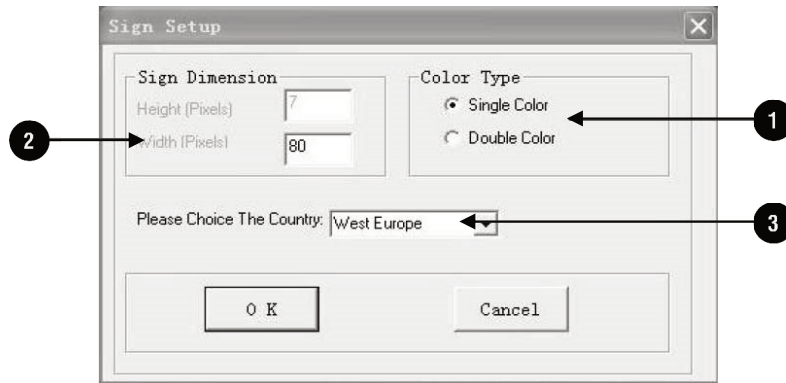 Sign Setup
Sign Dimension
Height (Pixels) 7
Width (Pixels) 80
Color Type
Single Color
Double Color
1
2
Please Choice The Country: West Europe
3
O K
Cancel